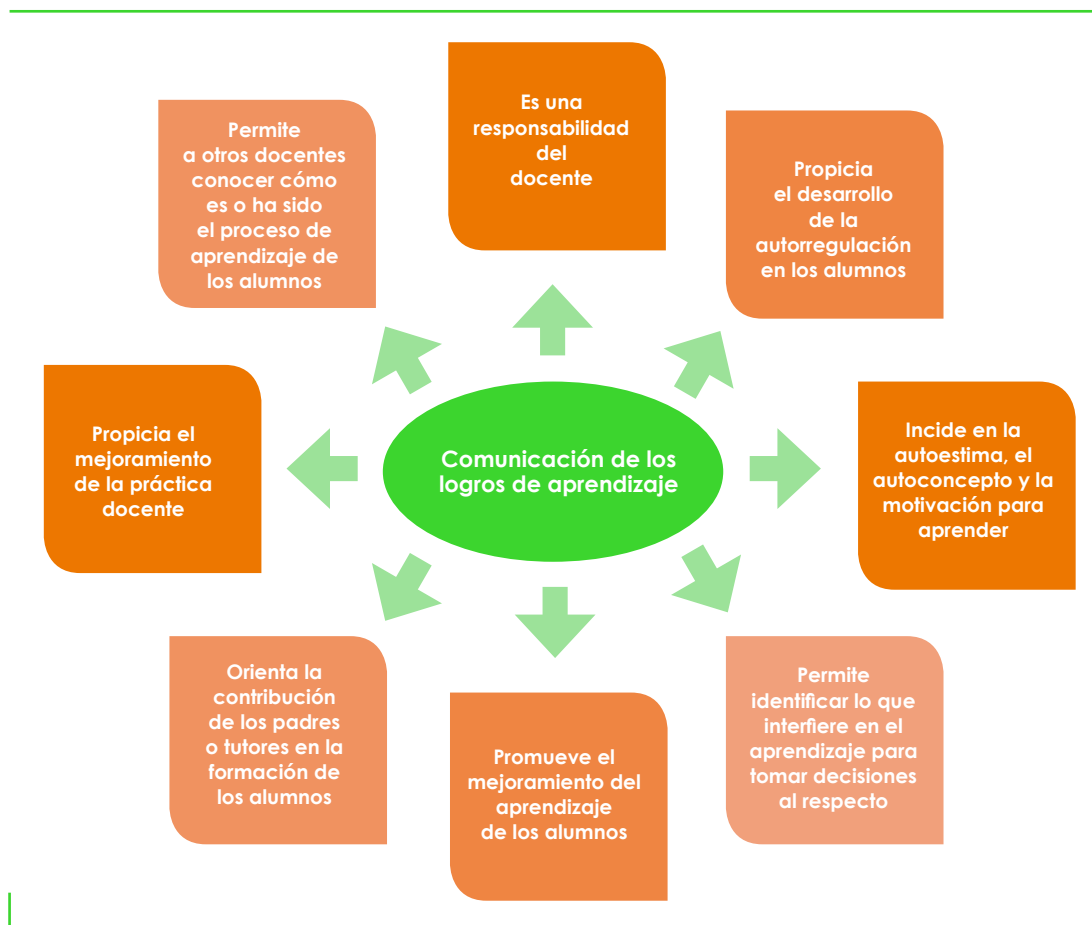 Es una
responsabilidad
del
docente
Propicia
el desarrollo
de la
autorregulación
en los alumnos
Incide en la
autoestima, el
autoconcepto y la
motivación para
aprender
Permite
identificar lo que
interfiere en el
aprendizaje para
tomar decisiones
al respecto
Promueve el
mejoramiento del
aprendizaje
de los alumnos
Orienta la
contribución
de los padres
o tutores en la
formación de
los alumnos
Propicia el
mejoramiento
de la práctica
docente
Permite
a otros docentes
conocer cómo
es o ha sido
el proceso de
aprendizaje de
los alumnos
Comunicación de los
logros de aprendizaje